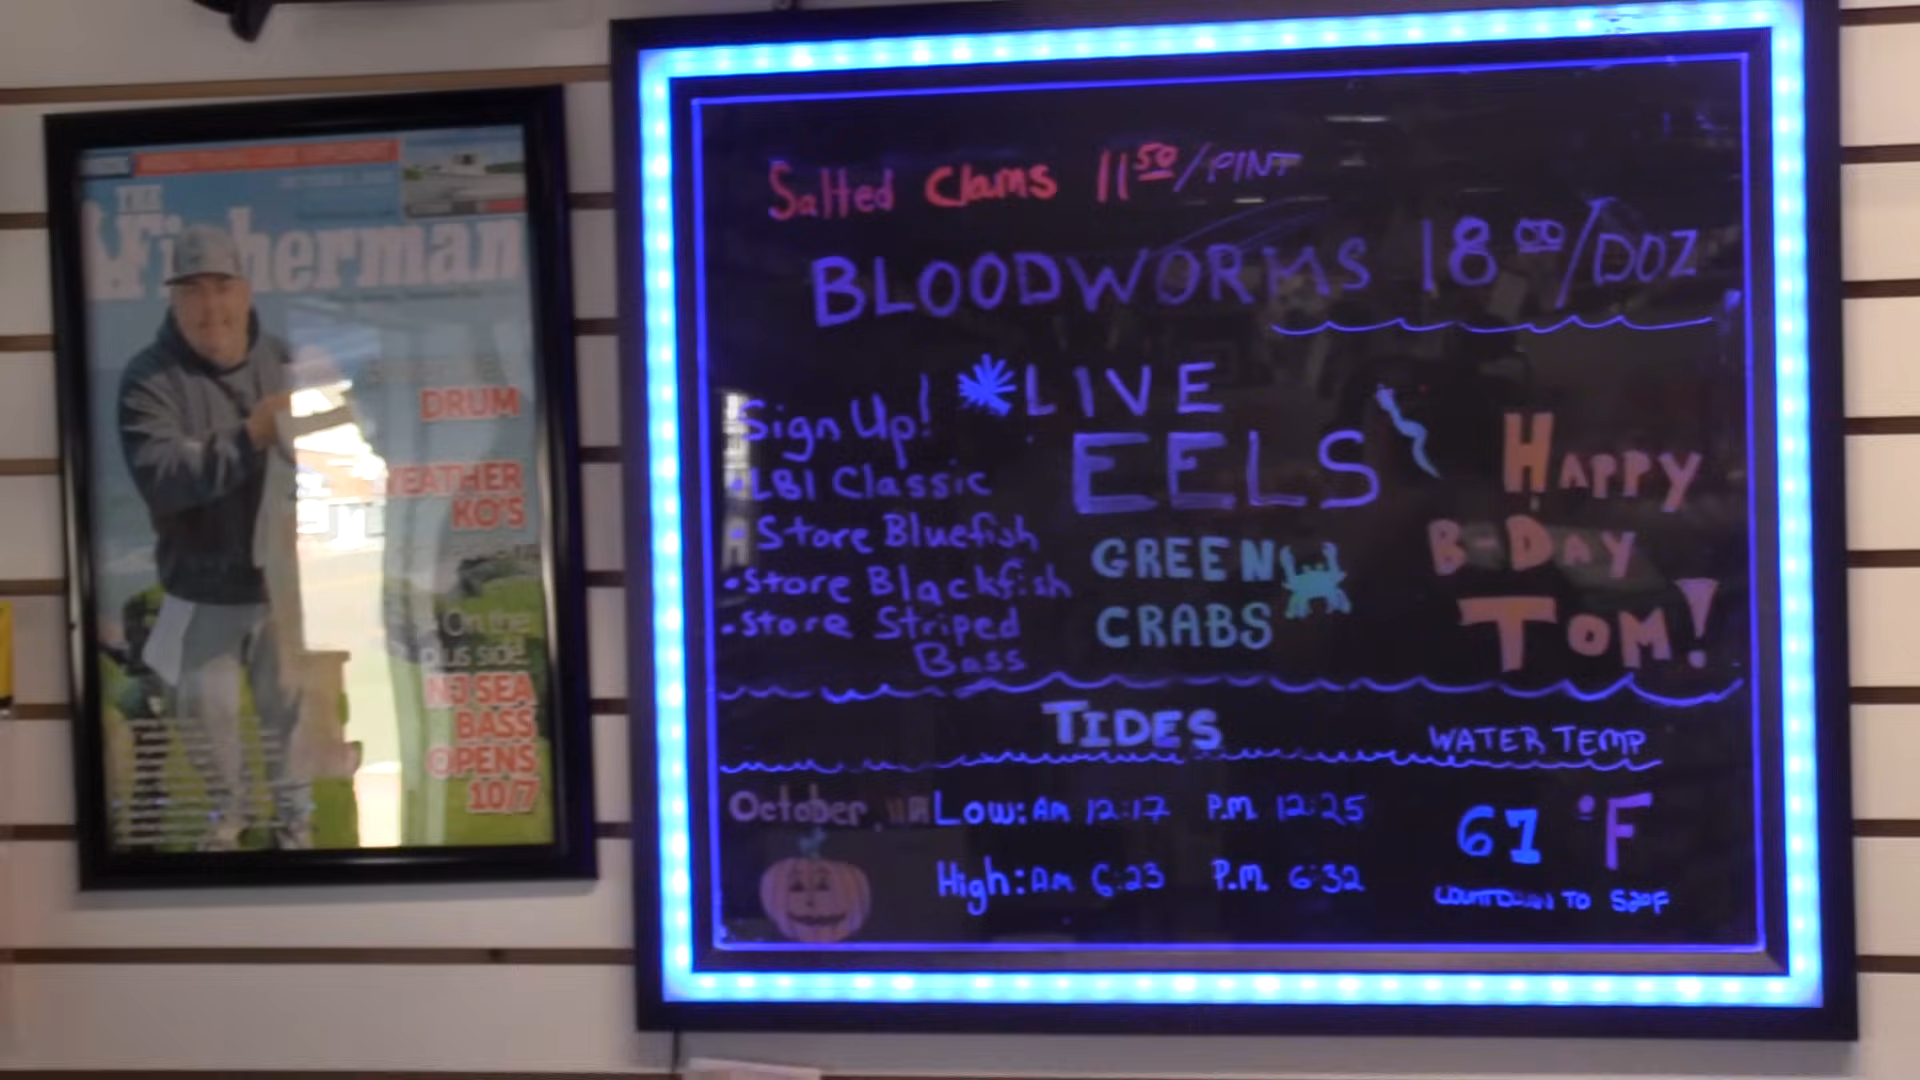 THE
Fisherman
DRUM
WEATHER
KO'S
On the
plus side
NJ SEA
BASS
OPENS
10/7
Salted Clams 11 50/PINT
BLOODWORMS 18 00/DOZ
Sign Up!
• LBI Classic
• Store Bluefish
• Store Blackfish
• Store Striped
Bass
*LIVE
EELS
GREEN
CRABS
HAPPY
B-DAY
TOM!
TIDES
WATER TEMP
October
Low: Am 12:17 P.M. 12:25
High: Am 6:23 P.M. 6:32
61 °F
COUNTDOWN TO 52°F